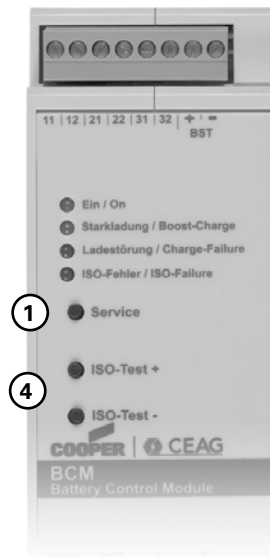 11 | 12 | 21 | 22 | 31 | 32 | + | -
BST
Ein / On
Starkladung / Boost-Charge
Ladestörung / Charge-Failure
ISO-Fehler / ISO-Failure
1 Service
ISO-Test +
4
ISO-Test -
COOPER | CEAG
BCM
Battery Control Module